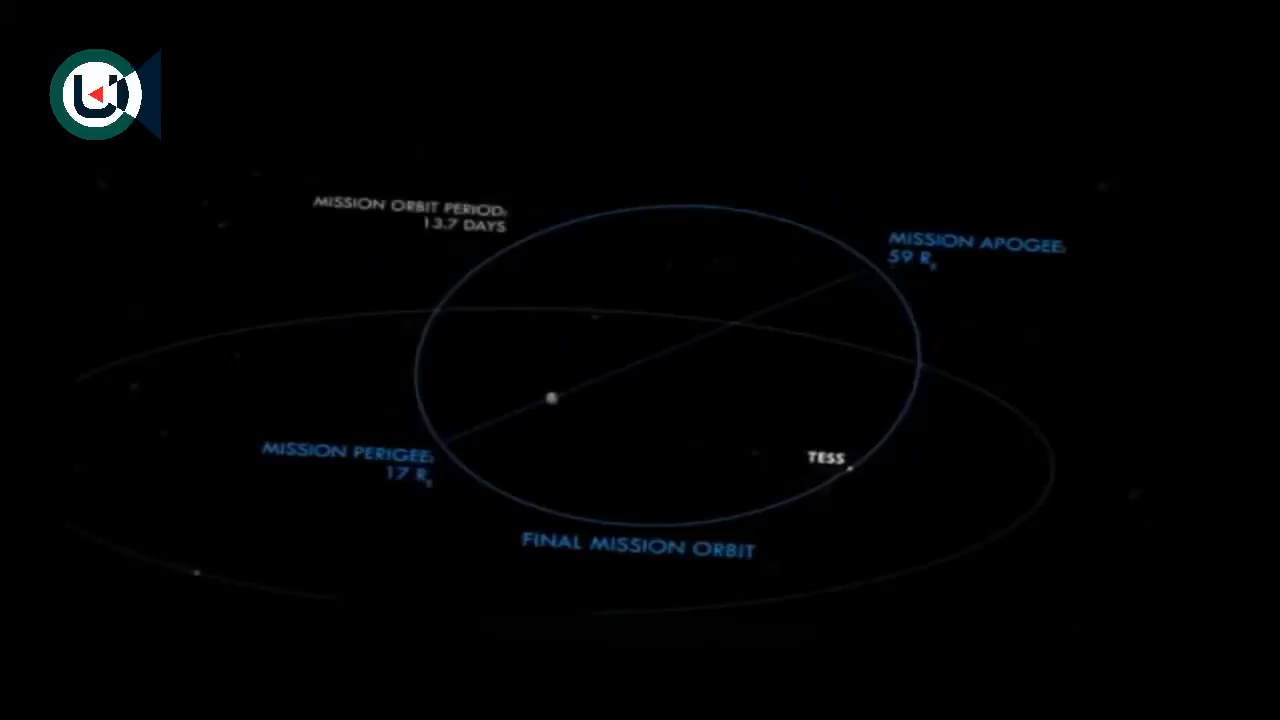 MISSION ORBIT PERIOD:
13.7 DAYS
MISSION APOGEE:
59 R
MISSION PERIGEE:
17 R
TESS
FINAL MISSION ORBIT